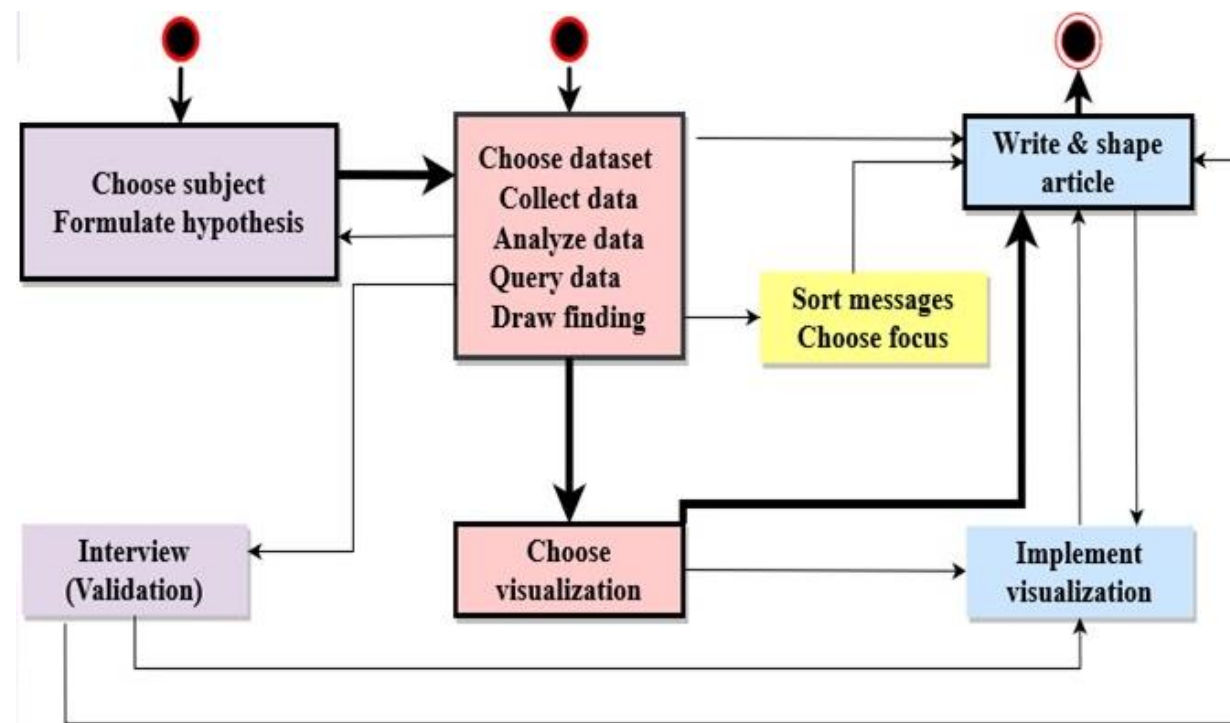 Choose subject
Formulate hypothesis
Choose dataset
Collect data
Analyze data
Query data
Draw finding
Write & shape
article
Sort messages
Choose focus
Interview
(Validation)
Choose
visualization
Implement
visualization